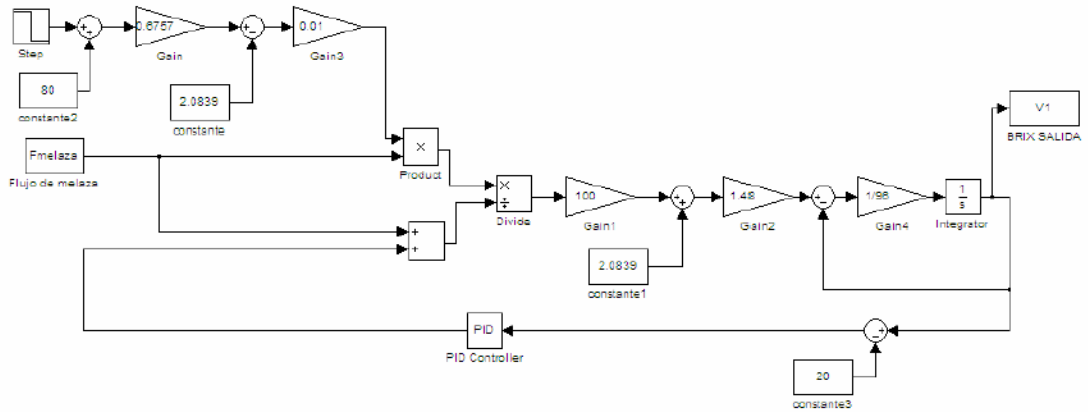 Step
80
constante2
0.6757
Gain
2.0839
constante
0.01
Gain3
Fmelaza
Flujo de melaza
Product
Divide
100
Gain1
2.0839
constante1
1.48
Gain2
1/96
Gain4
1
s
Integrator
V1
BRIX SALIDA
PID
PID Controller
20
constante3